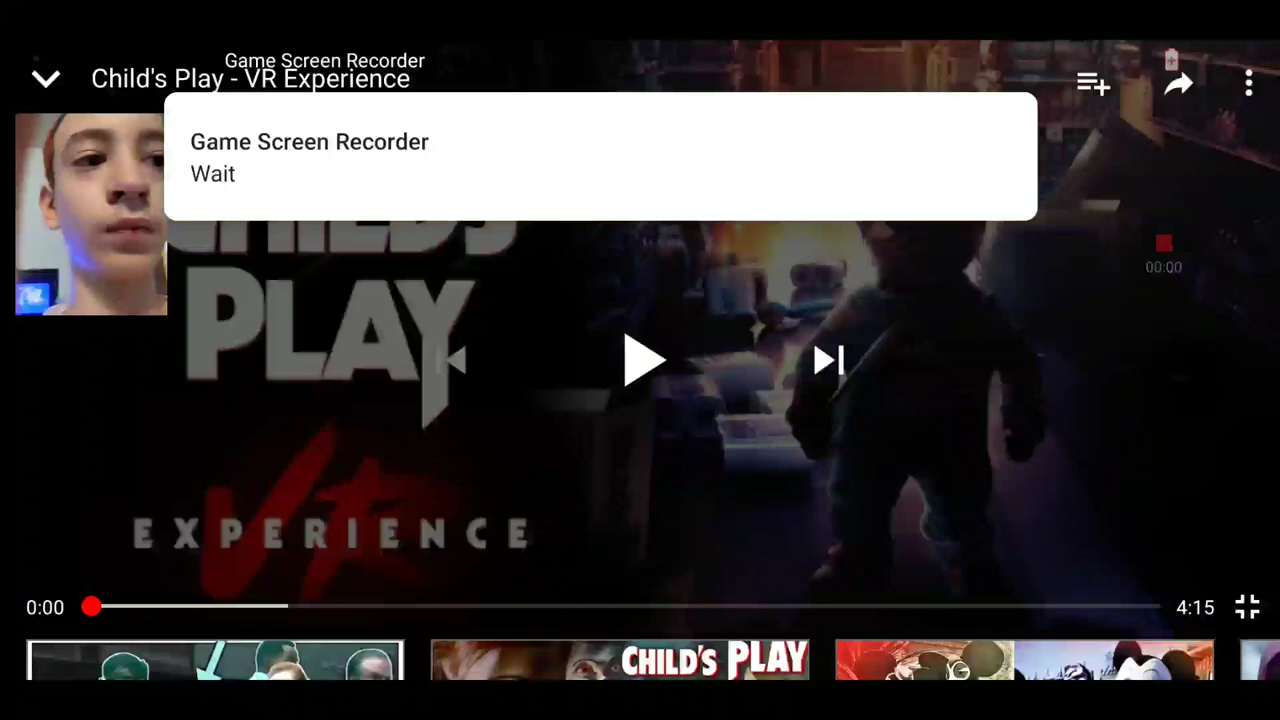 Game Screen Recorder
Child's Play - VR Experience
Game Screen Recorder
Wait
CHILD'S
PLAY
00:00
VR
EXPERIENCE
0:00
4:15
CHILD'S PLAY